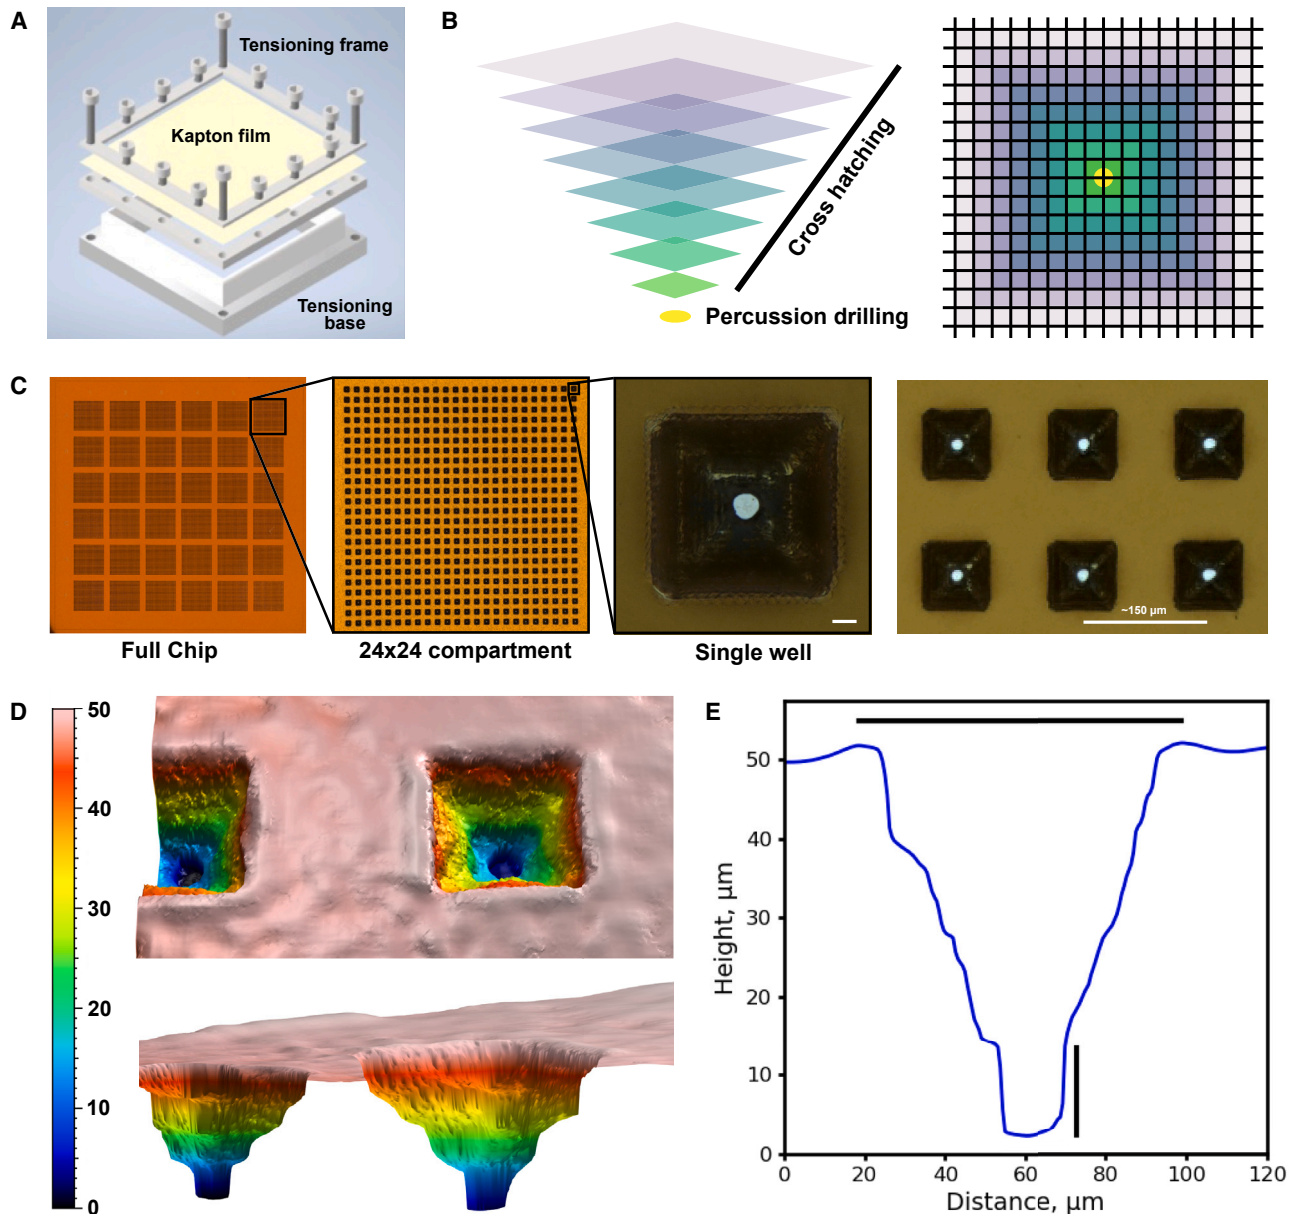 A
Tensioning frame
Kapton film
Tensioning
base
B
Cross hatching
Percussion drilling
C
~150 µm
Full Chip
24x24 compartment
Single well
D
50
40
30
20
10
0
E
Height, µm
50
40
30
20
10
0
0
20
40
60
80
100
120
Distance, µm